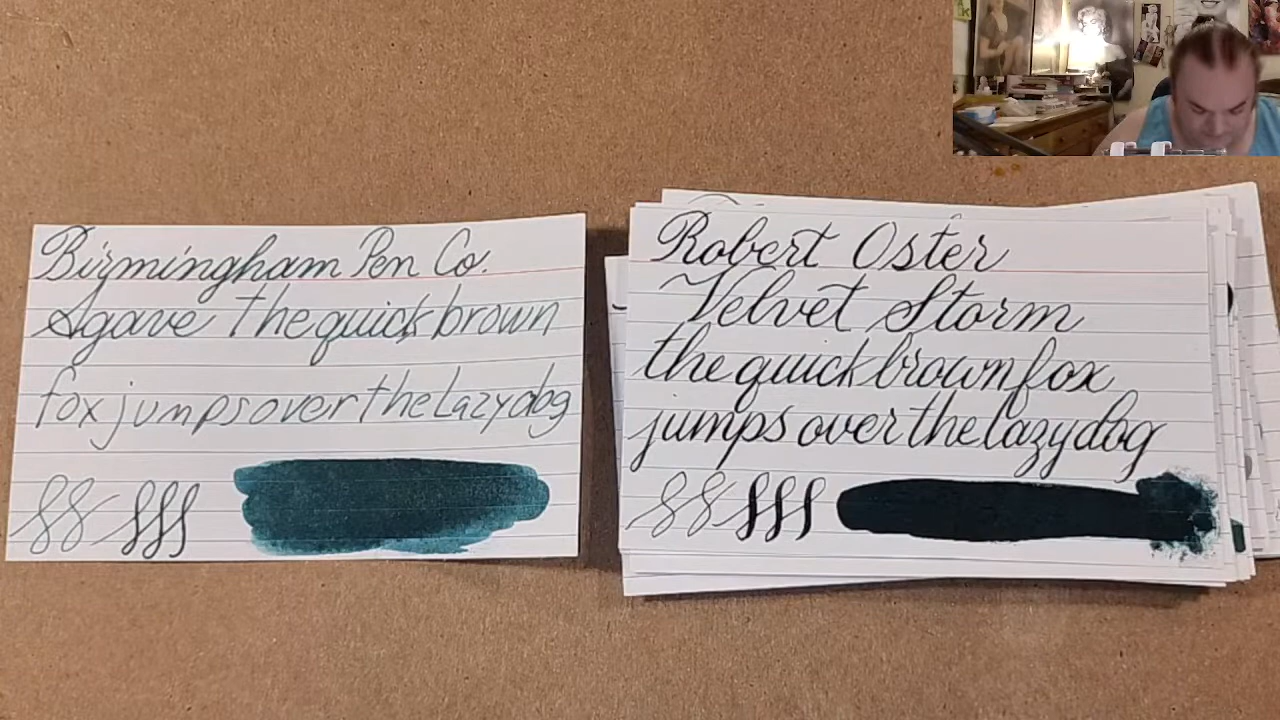 Birmingham Pen Co.
Agave the quick brown
fox jumps over the lazy dog
Robert Oster
Velvet Storm
the quick brown fox
jumps over the lazy dog